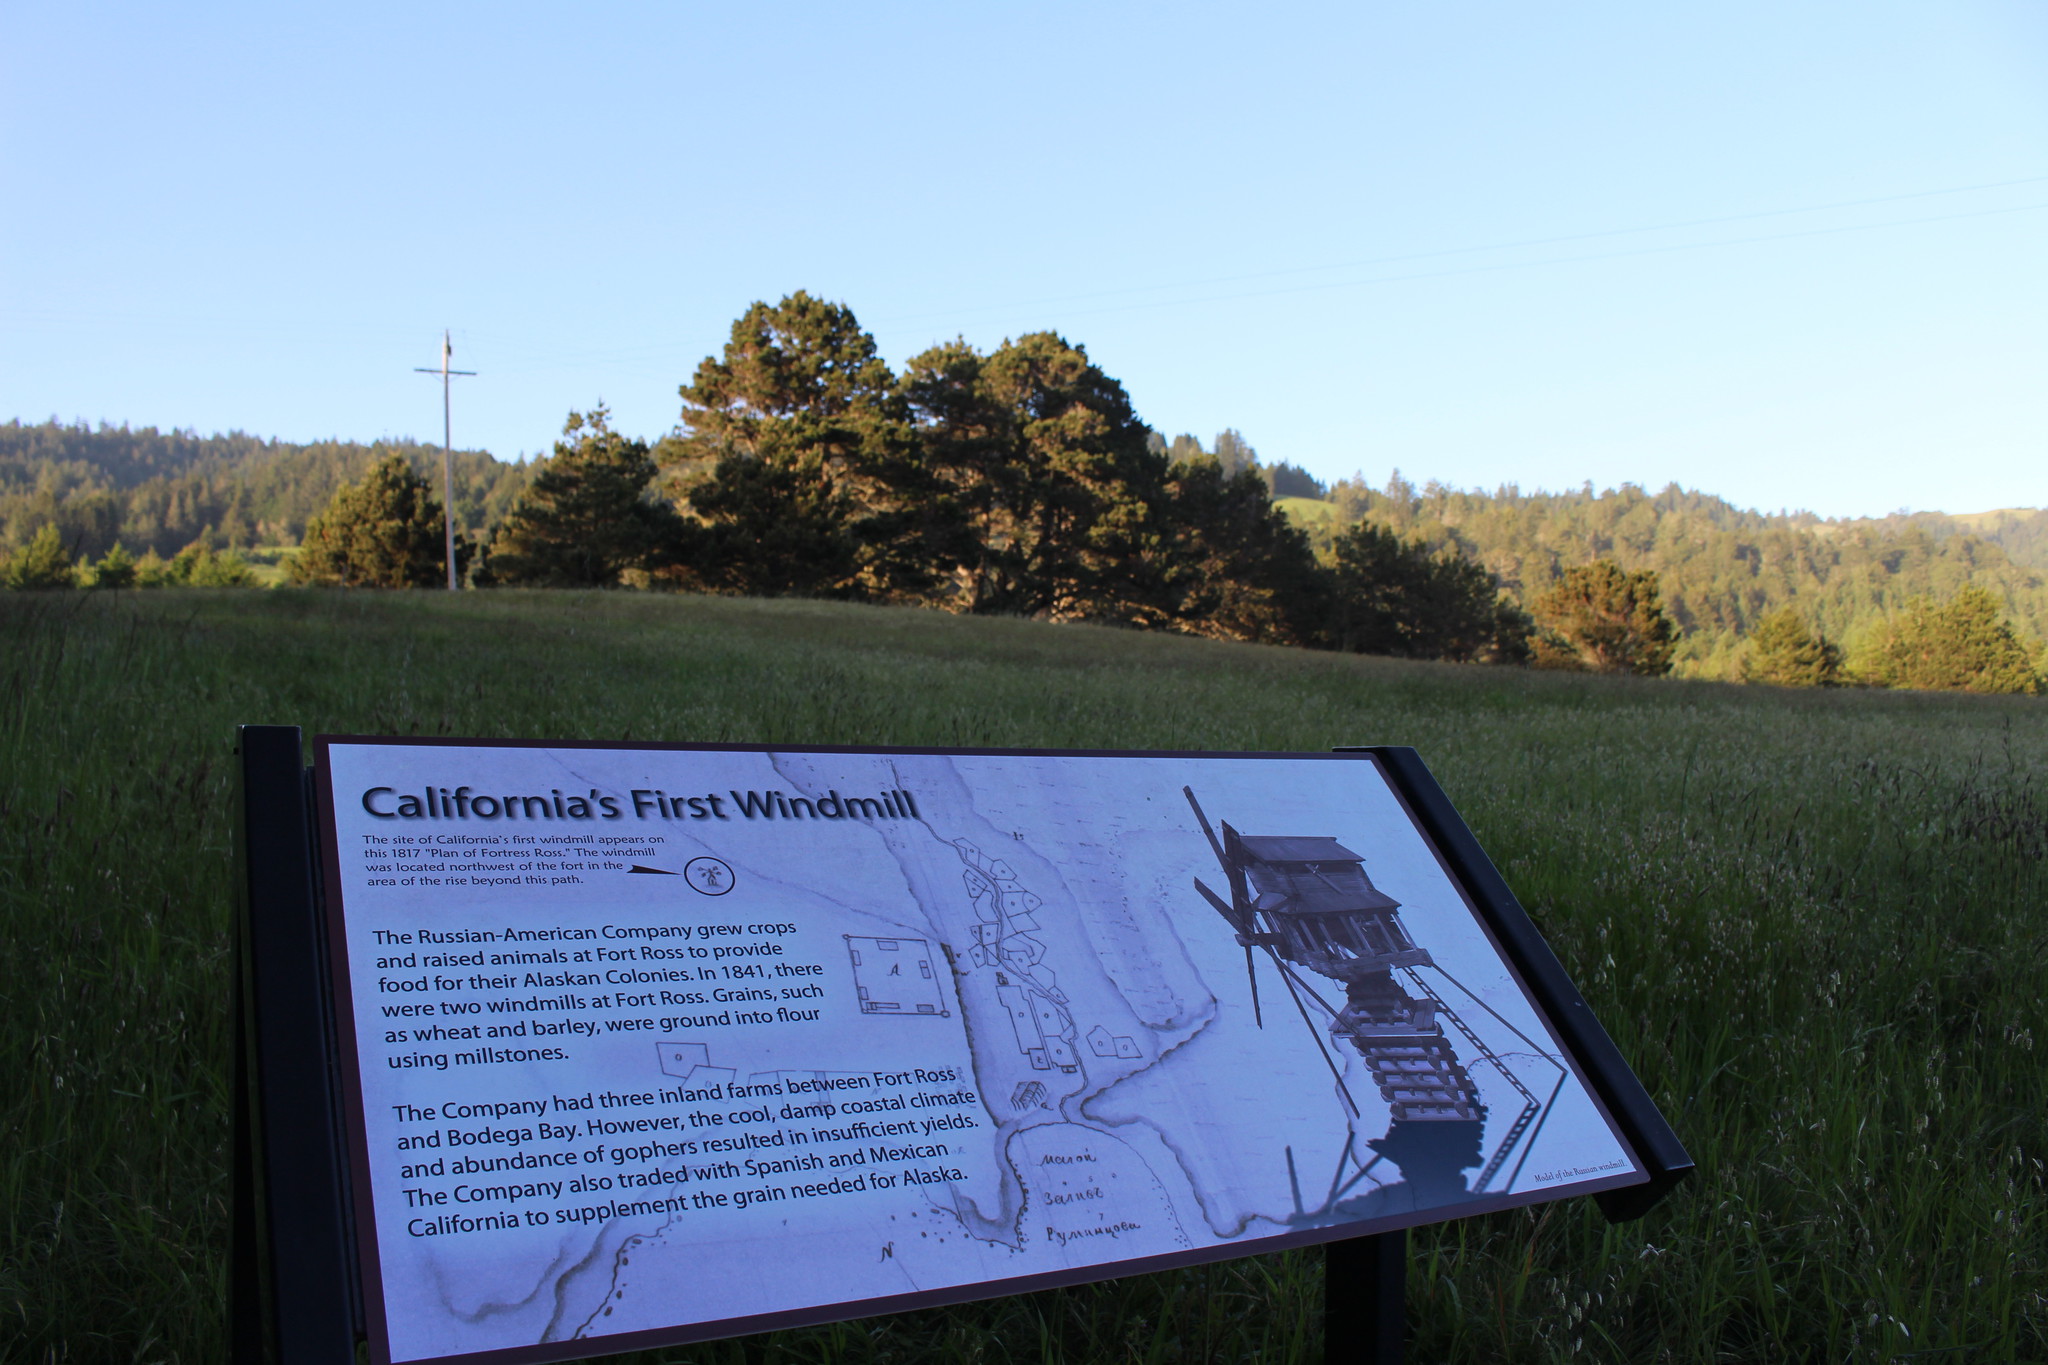 California's First Windmill
The site of California's first windmill appears on
this 1817 "Plan of Fortress Ross." The windmill
was located northwest of the fort in the
area of the rise beyond this path.
The Russian-American Company grew crops
and raised animals at Fort Ross to provide
food for their Alaskan Colonies. In 1841, there
were two windmills at Fort Ross. Grains, such
as wheat and barley, were ground into flour
using millstones.
The Company had three inland farms between Fort Ross
and Bodega Bay. However, the cool, damp coastal climate
and abundance of gophers resulted in insufficient yields.
The Company also traded with Spanish and Mexican
California to supplement the grain needed for Alaska.
A
малой
Заливъ
Румянцова
N
Model of the Russian windmill.